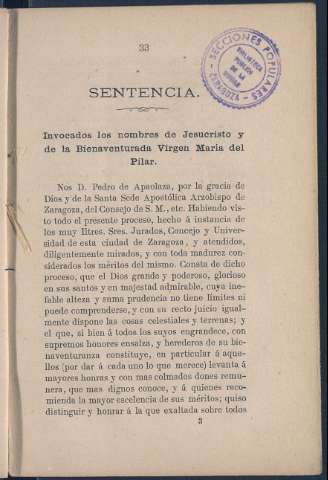 33
SECCIONES POPULARES
BIBLIOTECA
PUBLICA
DE LA
ZARAGOZA
SENTENCIA.
Invocados los nombres de Jesucristo y
de la Bienaventurada Virgen Maria del
Pilar.
Nos D. Pedro de Apaolaza, por la gracia de
Dios y de la Santa Sede Apostólica Arzobispo de
Zaragoza, del Consejo de S. M., etc. Habiendo vis-
to todo el presente proceso, hecho á instancia de
los muy Iltres. Sres. Jurados, Concejo y Univer-
sidad de esta ciudad de Zaragoza, y atendidos,
diligentemente mirados, y con toda madurez con-
siderados los méritos del mismo. Consta de dicho
proceso, que el Dios grande y poderoso, glorioso
en sus santos y en majestad admirable, cuya ine-
fable alteza y suma prudencia no tiene límites ni
puede comprenderse, y con su recto juicio igual-
mente dispone las cosas celestiales y terrenas; y
el que, si bien á todos los suyos engrandece, con
supremos honores ensalza, y herederos de su bie-
naventuranza constituye, en particular á aque-
llos (por dar á cada uno lo que merece) levanta á
mayores honras y con mas colmados dones remu-
nera, que mas dignos conoce, y á quienes reco-
mienda la mayor excelencia de sus méritos; quiso
distinguir y honrar á la que exaltada sobre todos
3